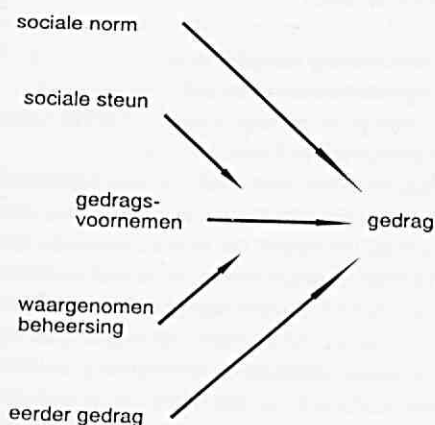 sociale norm
sociale steun
gedrags-
voornemen
gedrag
waargenomen
beheersing
eerder gedrag